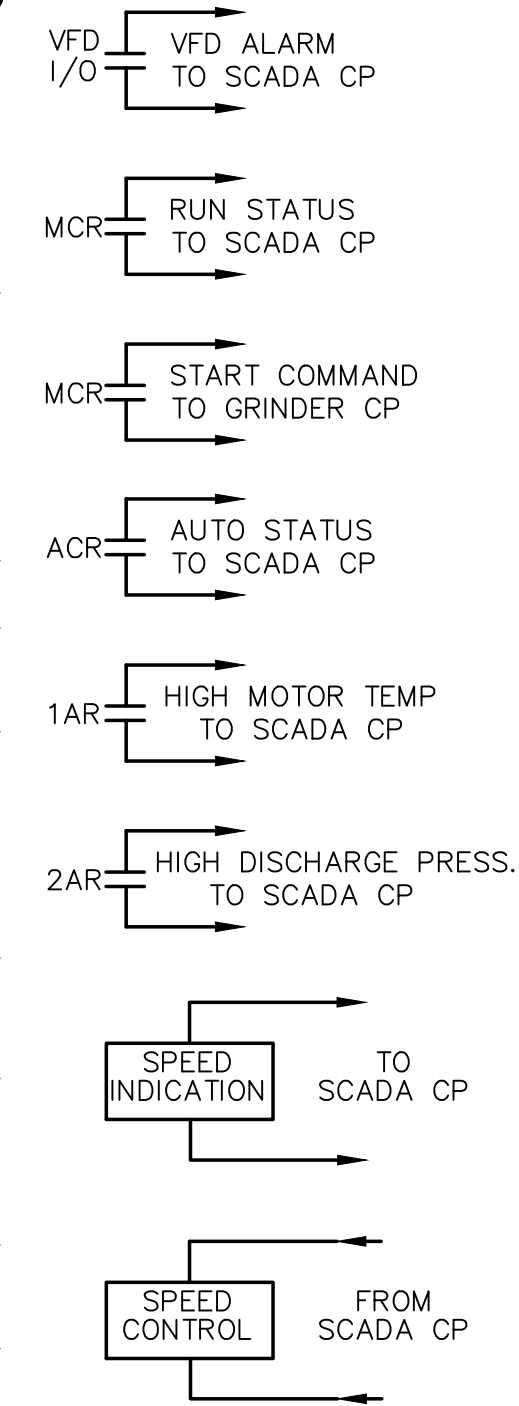 VFD
I/O
VFD ALARM
TO SCADA CP
MCR
RUN STATUS
TO SCADA CP
MCR
START COMMAND
TO GRINDER CP
ACR
AUTO STATUS
TO SCADA CP
1AR
HIGH MOTOR TEMP
TO SCADA CP
2AR
HIGH DISCHARGE PRESS.
TO SCADA CP
SPEED
INDICATION
TO
SCADA CP
SPEED
CONTROL
FROM
SCADA CP